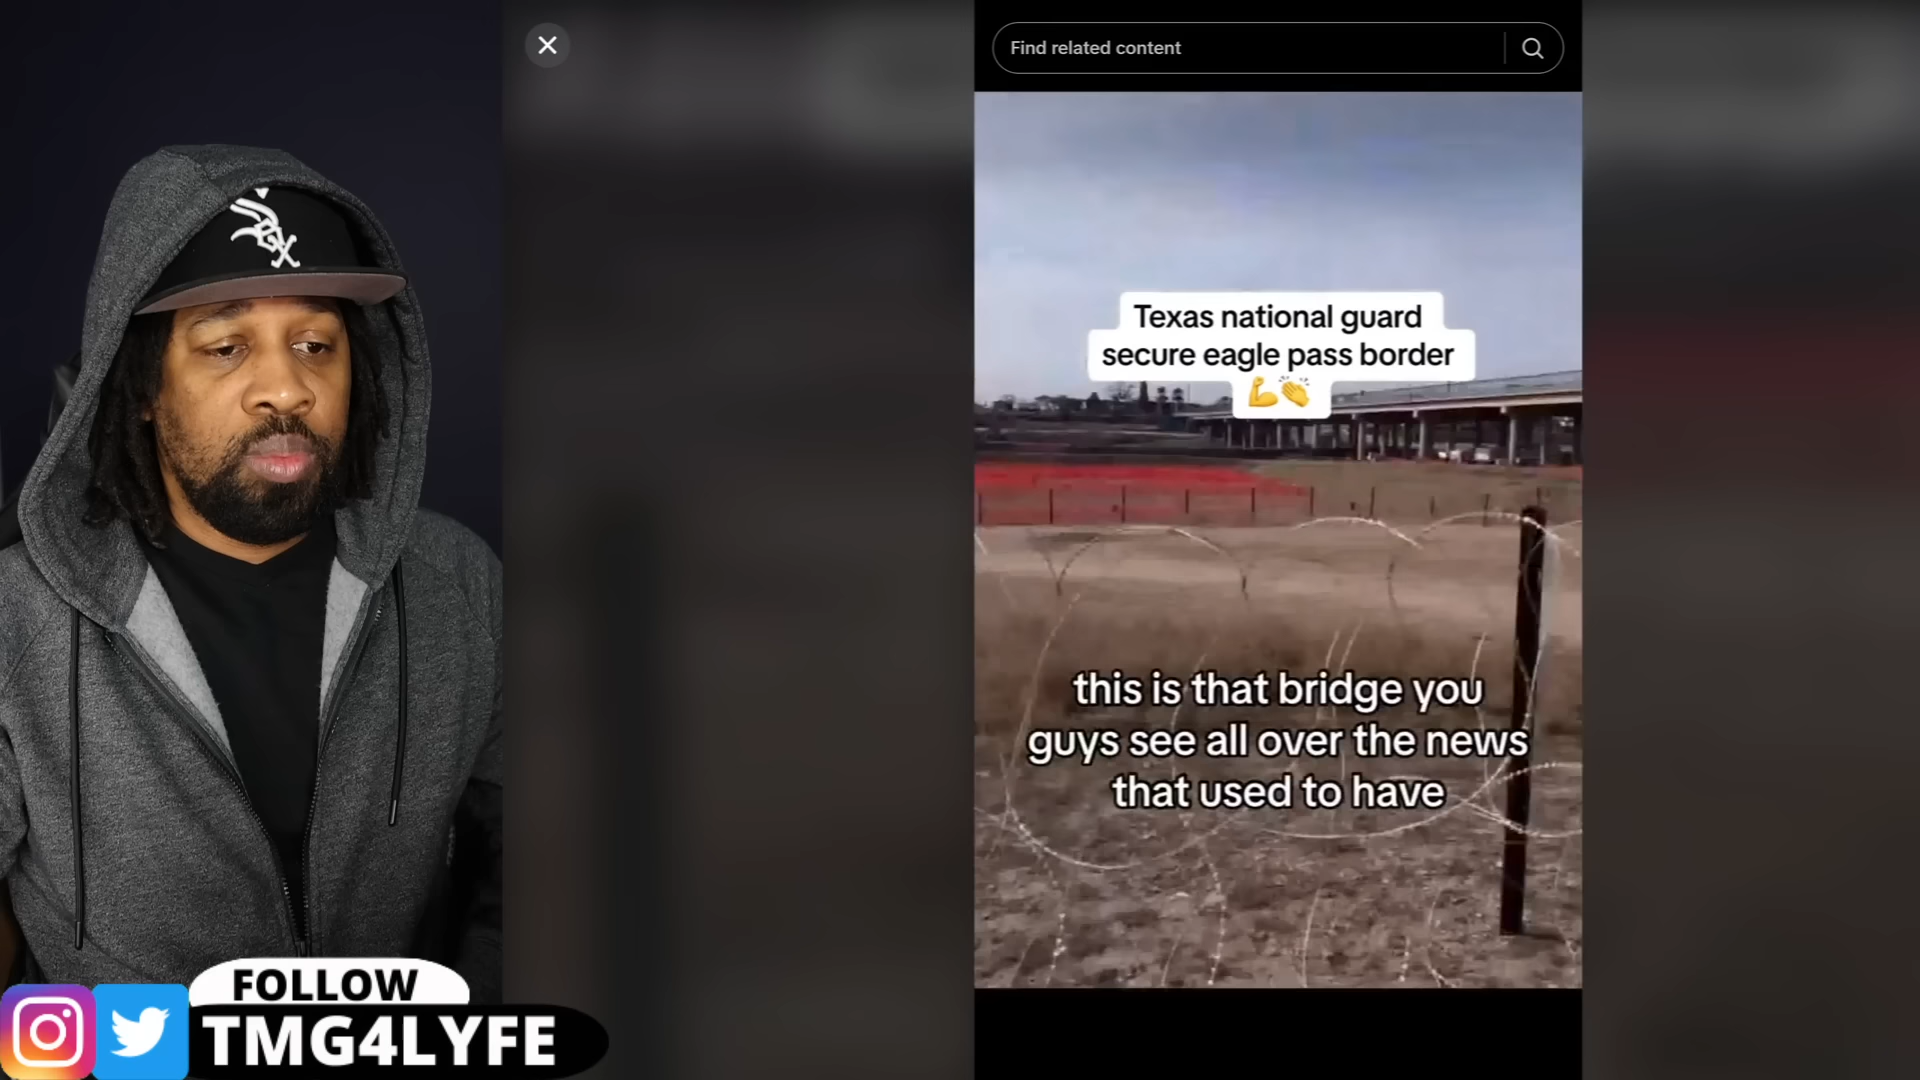 Find related content
Sox
Texas national guard
secure eagle pass border
💪👏
this is that bridge you
guys see all over the news
that used to have
FOLLOW
TMG4LYFE